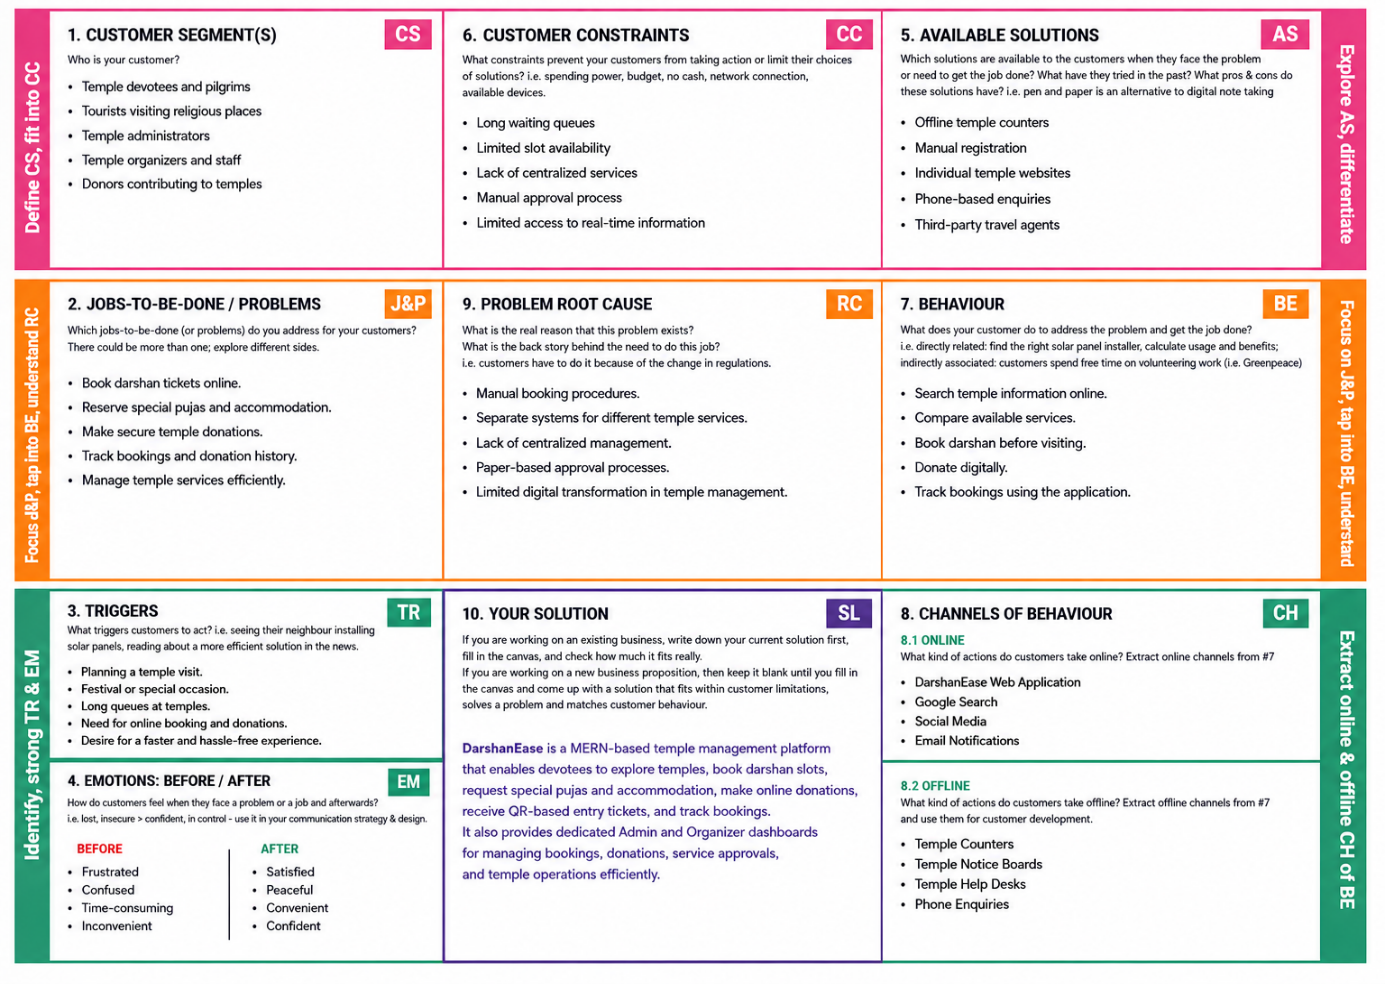 Define CS, fit into CC
1. CUSTOMER SEGMENT(S)
CS
Who is your customer?
• Temple devotees and pilgrims
• Tourists visiting religious places
• Temple administrators
• Temple organizers and staff
• Donors contributing to temples
6. CUSTOMER CONSTRAINTS
CC
What constraints prevent your customers from taking action or limit their choices
of solutions? i.e. spending power, budget, no cash, network connection,
available devices.
• Long waiting queues
• Limited slot availability
• Lack of centralized services
• Manual approval process
• Limited access to real-time information
5. AVAILABLE SOLUTIONS
AS
Which solutions are available to the customers when they face the problem
or need to get the job done? What have they tried in the past? What pros & cons do
these solutions have? i.e. pen and paper is an alternative to digital note taking
• Offline temple counters
• Manual registration
• Individual temple websites
• Phone-based enquiries
• Third-party travel agents
Explore AS, differentiate
Focus d&P, tap into BE, understand RC
2. JOBS-TO-BE-DONE / PROBLEMS
J&P
Which jobs-to-be-done (or problems) do you address for your customers?
There could be more than one; explore different sides.
• Book darshan tickets online.
• Reserve special pujas and accommodation.
• Make secure temple donations.
• Track bookings and donation history.
• Manage temple services efficiently.
9. PROBLEM ROOT CAUSE
RC
What is the real reason that this problem exists?
What is the back story behind the need to do this job?
i.e. customers have to do it because of the change in regulations.
• Manual booking procedures.
• Separate systems for different temple services.
• Lack of centralized management.
• Paper-based approval processes.
• Limited digital transformation in temple management.
7. BEHAVIOUR
BE
What does your customer do to address the problem and get the job done?
i.e. directly related: find the right solar panel installer, calculate usage and benefits;
indirectly associated: customers spend free time on volunteering work (i.e. Greenpeace)
• Search temple information online.
• Compare available services.
• Book darshan before visiting.
• Donate digitally.
• Track bookings using the application.
Focus on J&P, tap into BE, understard
Identify, strong TR & EM
3. TRIGGERS
TR
What triggers customers to act? i.e. seeing their neighbour installing
solar panels, reading about a more efficient solution in the news.
• Planning a temple visit.
• Festival or special occasion.
• Long queues at temples.
• Need for online booking and donations.
• Desire for a faster and hassle-free experience.
4. EMOTIONS: BEFORE / AFTER
EM
How do customers feel when they face a problem or a job and afterwards?
i.e. lost, insecure > confident, in control - use it in your communication strategy & design.
BEFORE
• Frustrated
• Confused
• Time-consuming
• Inconvenient
AFTER
• Satisfied
• Peaceful
• Convenient
• Confident
10. YOUR SOLUTION
SL
If you are working on an existing business, write down your current solution first,
fill in the canvas, and check how much it fits really.
If you are working on a new business proposition, then keep it blank until you fill in
the canvas and come up with a solution that fits within customer limitations,
solves a problem and matches customer behaviour.
DarshanEase is a MERN-based temple management platform
that enables devotees to explore temples, book darshan slots,
request special pujas and accommodation, make online donations,
receive QR-based entry tickets, and track bookings.
It also provides dedicated Admin and Organizer dashboards
for managing bookings, donations, service approvals,
and temple operations efficiently.
8. CHANNELS OF BEHAVIOUR
CH
8.1 ONLINE
What kind of actions do customers take online? Extract online channels from #7
• DarshanEase Web Application
• Google Search
• Social Media
• Email Notifications
8.2 OFFLINE
What kind of actions do customers take offline? Extract offline channels from #7
and use them for customer development.
• Temple Counters
• Temple Notice Boards
• Temple Help Desks
• Phone Enquiries
Extract online & offline CH of BE